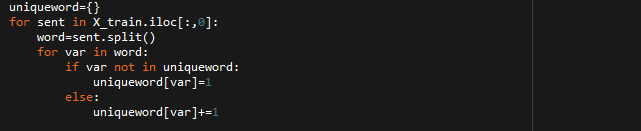 uniqueword={}
for sent in X_train.iloc[:,0]:
    word=sent.split()
    for var in word:
        if var not in uniqueword:
            uniqueword[var]=1
        else:
            uniqueword[var]+=1